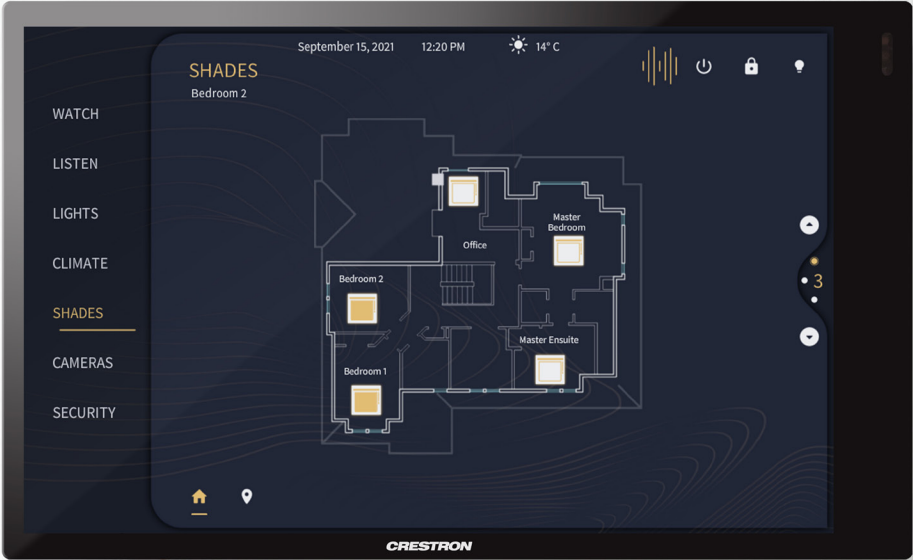 September 15, 2021 12:20 PM 14° C
SHADES
Bedroom 2
WATCH
LISTEN
LIGHTS
CLIMATE
SHADES
CAMERAS
SECURITY
Office
Master
Bedroom
Bedroom 2
Master Ensuite
Bedroom 1
3
CRESTRON